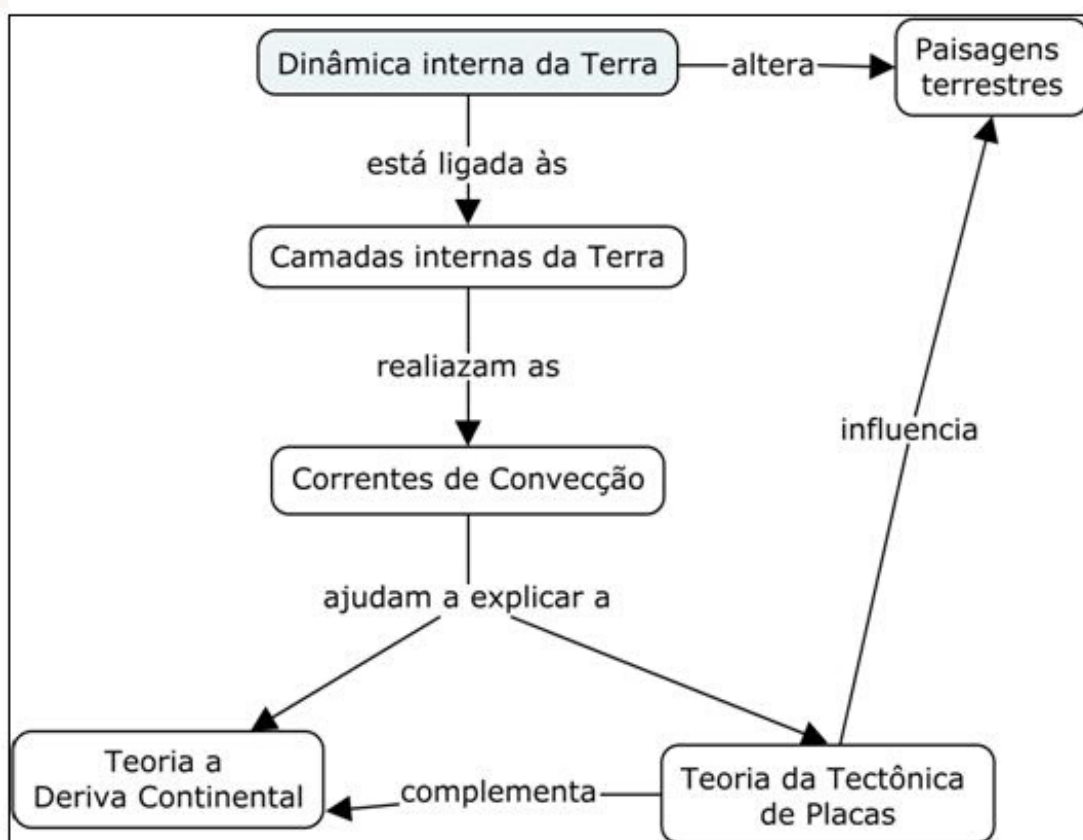 Dinâmica interna da Terra
altera
Paisagens
terrestres
está ligada às
Camadas internas da Terra
realiazam as
influencia
Correntes de Convecção
ajudam a explicar a
Teoria a
Deriva Continental
complementa
Teoria da Tectônica
de Placas